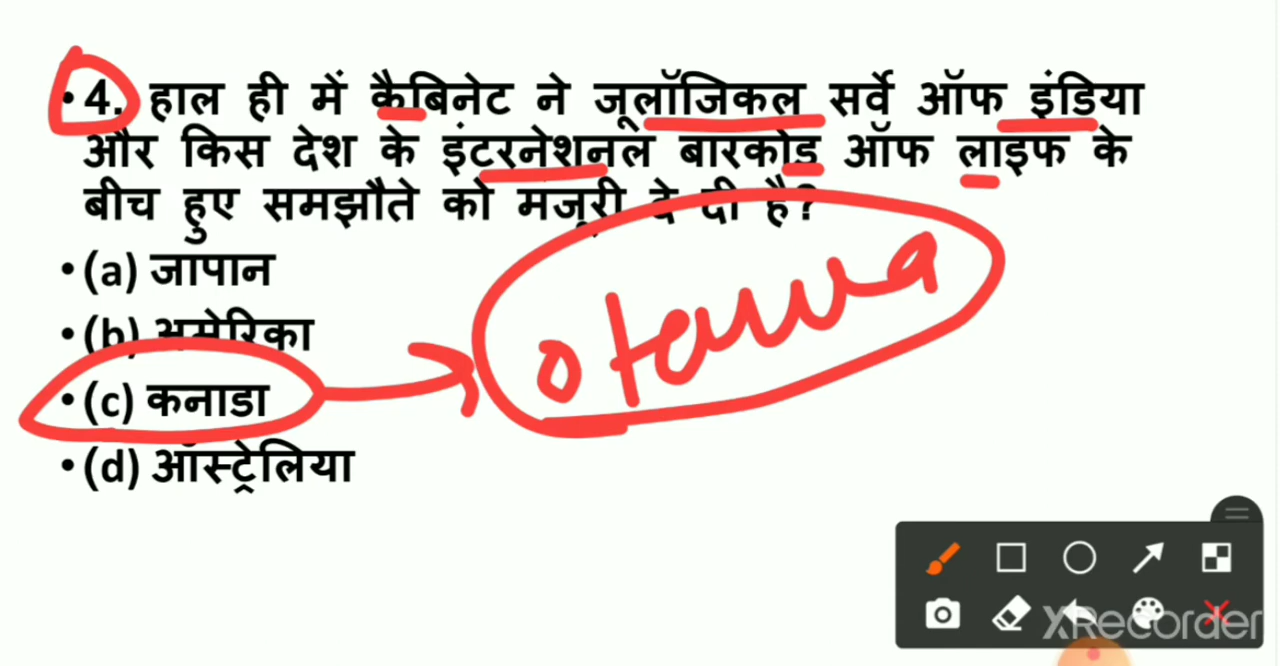 •4. हाल ही में कैबिनेट ने जूलॉजिकल सर्वे ऑफ इंडिया
और किस देश के इंटरनेशनल बारकोड ऑफ लाइफ के
बीच हुए समझौते को मंजूरी दे दी है?
•(a) जापान
•(b) अमेरिका
•(c) कनाडा
otawa
•(d) ऑस्ट्रेलिया
XRecorder